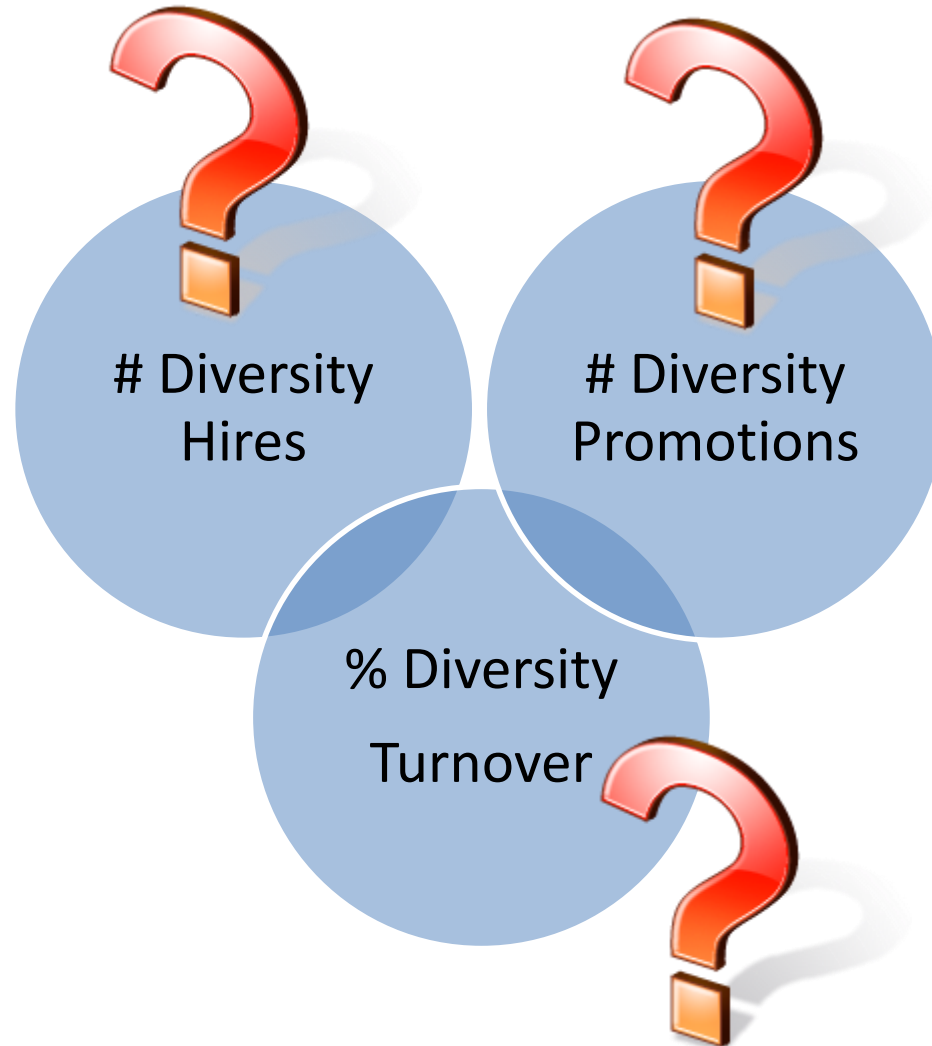 # Diversity
Hires
# Diversity
Promotions
% Diversity
Turnover